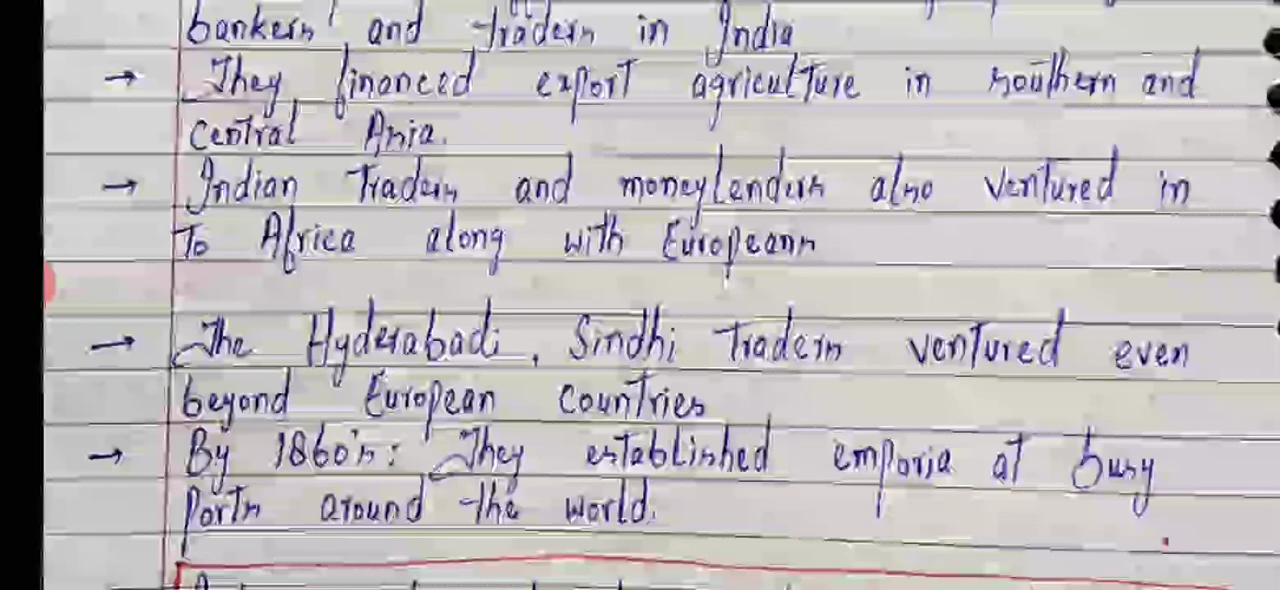 bankers and traders in India
→ They financed export agriculture in southern and
Central Asia.
→ Indian Traders and moneylenders also ventured in
To Africa along with Europeans
→ The Hyderabadi, Sindhi Traders ventured even
beyond European countries
→ By 1860's: They established emporia at busy
Ports around the world.